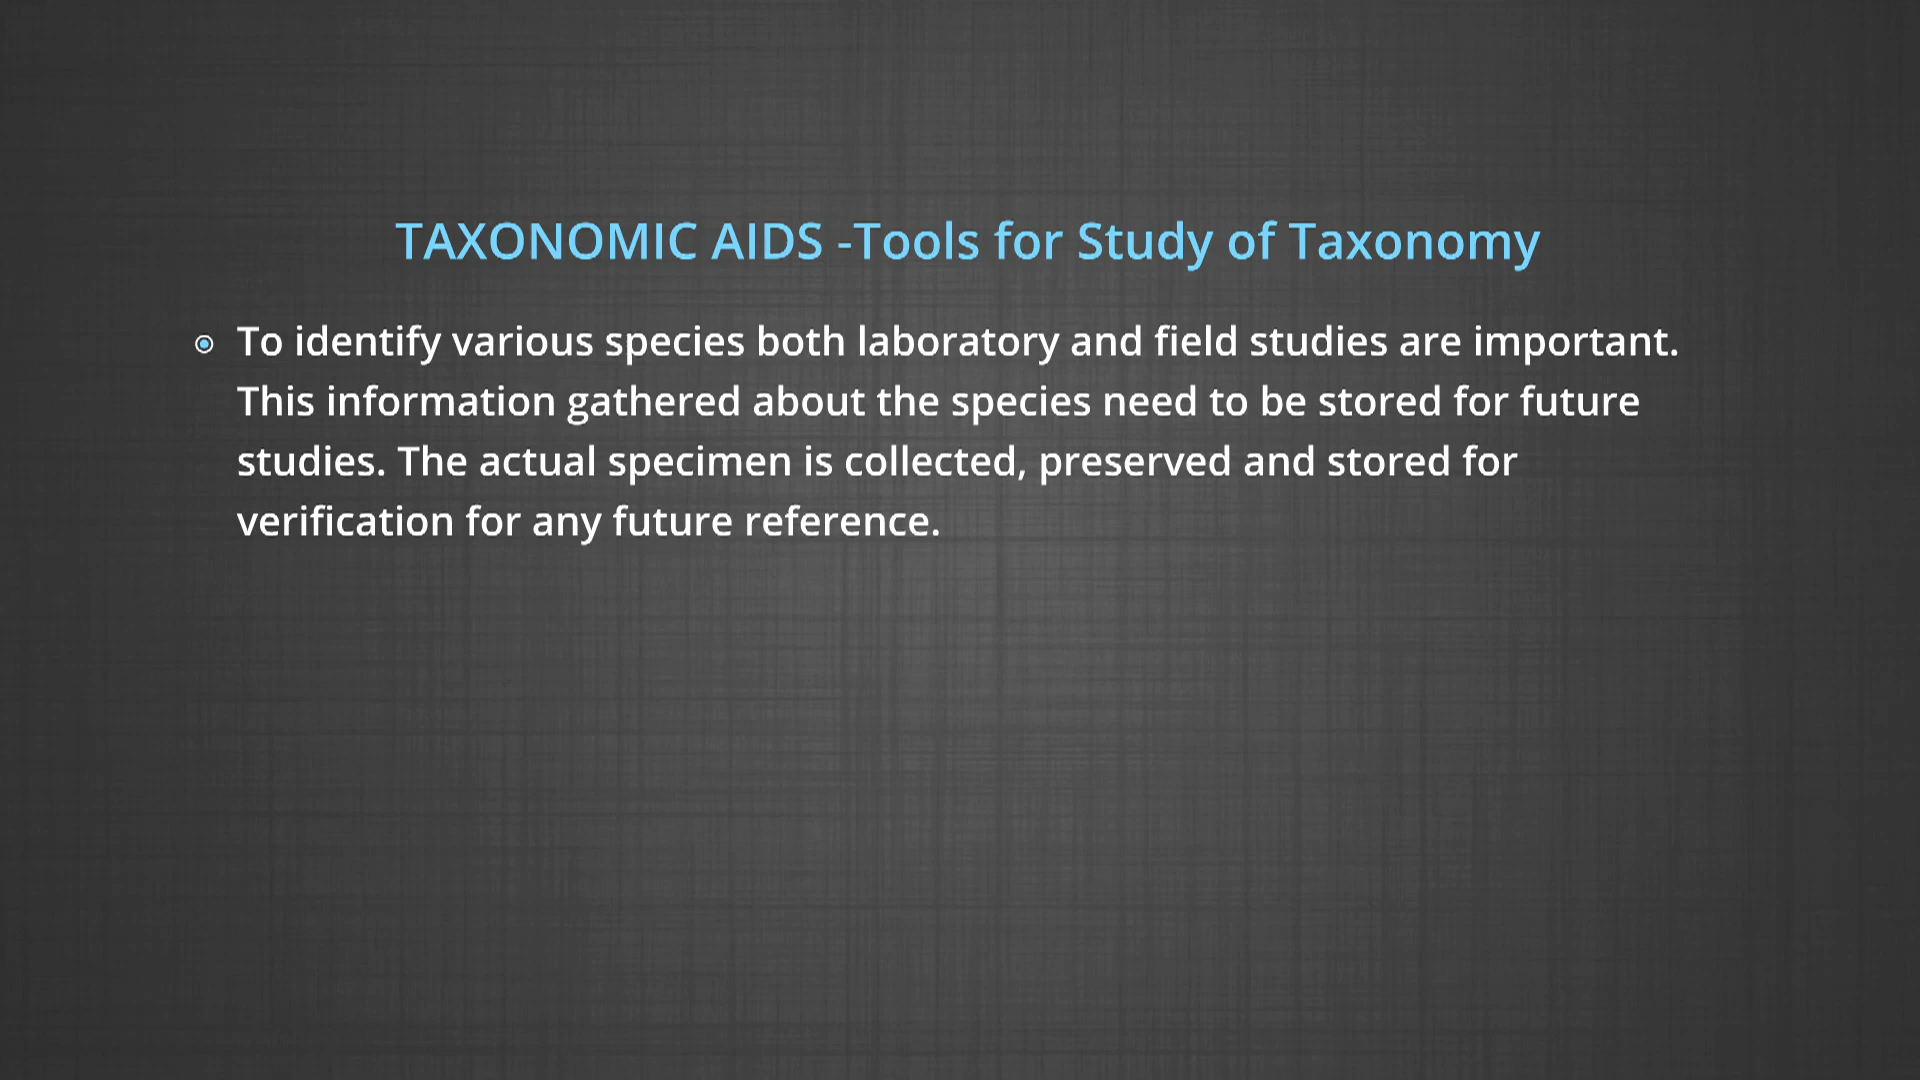 TAXONOMIC AIDS -Tools for Study of Taxonomy
To identify various species both laboratory and field studies are important.
This information gathered about the species need to be stored for future
studies. The actual specimen is collected, preserved and stored for
verification for any future reference.